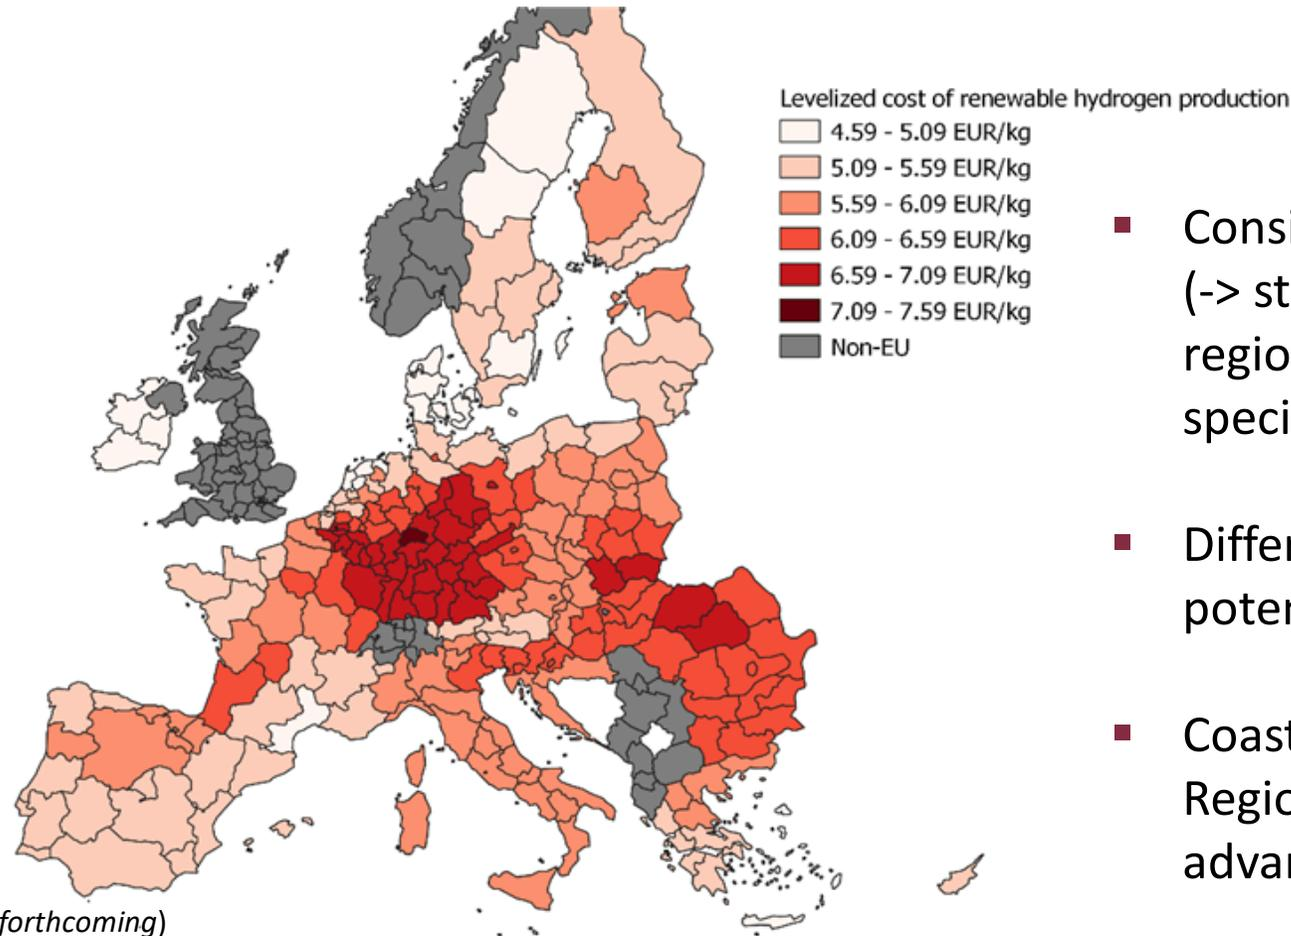 Levelized cost of renewable hydrogen production
4.59 - 5.09 EUR/kg
5.09 - 5.59 EUR/kg
5.59 - 6.09 EUR/kg
6.09 - 6.59 EUR/kg
6.59 - 7.09 EUR/kg
7.09 - 7.59 EUR/kg
Non-EU
Consi
(-> st
regio
speci
Differ
poter
Coast
Regio
advar
forthcoming)